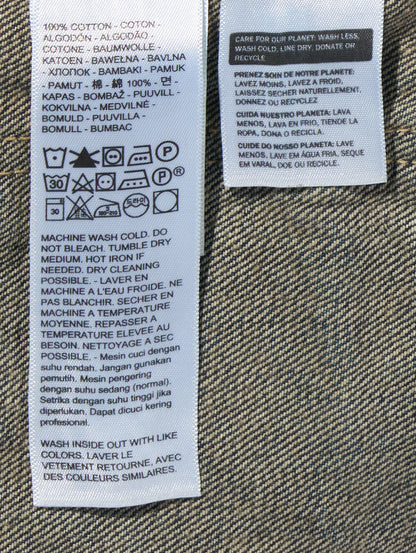 100% COTTON - COTON -
ALGODÓN - ALGODÃO -
COTONE - BAUMWOLLE -
KATOEN - BAWEŁNA - BAVLNA
- ХЛОПОК - BAMBAKI - PAMUK
- PAMUT - 棉 - 綿 100% - 면 -
KAPAS - BOMBAŽ - PUUVILL -
KOKVILNA - MEDVILNĖ -
BOMULD - PUUVILLA -
BOMULL - BUMBAC
P
30
P
30
MACHINE WASH COLD. DO
NOT BLEACH. TUMBLE DRY
MEDIUM. HOT IRON IF
NEEDED. DRY CLEANING
POSSIBLE. - LAVER EN
MACHINE A L'EAU FROIDE. NE
PAS BLANCHIR. SECHER EN
MACHINE A TEMPERATURE
MOYENNE. REPASSER A
TEMPERATURE ELEVEE AU
BESOIN. NETTOYAGE A SEC
POSSIBLE. - Mesin cuci dengan
suhu rendah. Jangan gunakan
pemutih. Mesin pengering
dengan suhu sedang (normal).
Setrika dengan suhu tinggi jika
diperlukan. Dapat dicuci kering
profesional.
WASH INSIDE OUT WITH LIKE
COLORS. LAVER LE
VETEMENT RETOURNE, AVEC
DES COULEURS SIMILAIRES.
CARE FOR OUR PLANET: WASH LESS,
WASH COLD, LINE DRY, DONATE OR
RECYCLE
PRENEZ SOIN DE NOTRE PLANETE:
LAVEZ MOINS, LAVEZ A FROID,
LAISSEZ SECHER NATURELLEMENT,
DONNEZ OU RECYCLEZ
CUIDA NUESTRO PLANETA: LAVA
MENOS, LAVA EN FRIO, TIENDE LA
ROPA, DONA O RECICLA.
CUIDE DO NOSSO PLANETA: LAVE
MENOS, LAVE EM ÁGUA FRIA, SEQUE
EM VARAL, DOE OU RECICLE.